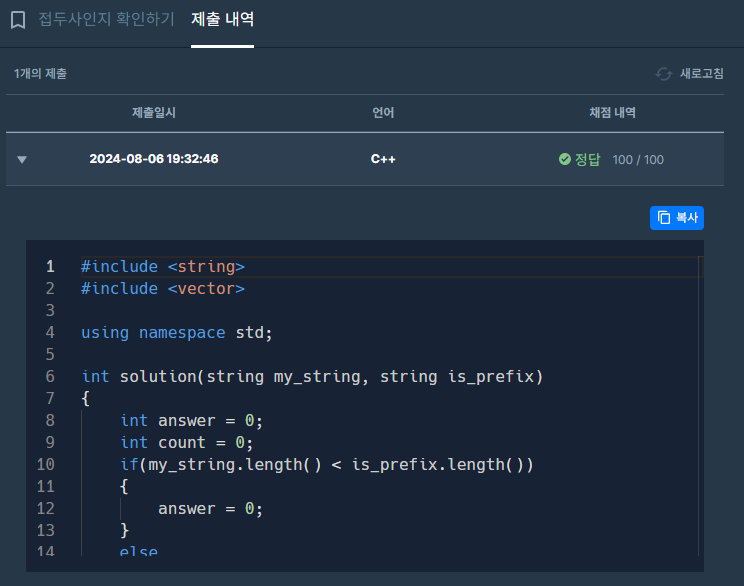 접두사인지 확인하기 제출 내역
1개의 제출 새로고침
제출일시 언어 채점 내역
2024-08-06 19:32:46 C++ 정답 100 / 100
복사
1 #include <string>
2 #include <vector>
3
4 using namespace std;
5
6 int solution(string my_string, string is_prefix)
7 {
8 int answer = 0;
9 int count = 0;
10 if(my_string.length() < is_prefix.length())
11 {
12 answer = 0;
13 }
14 else